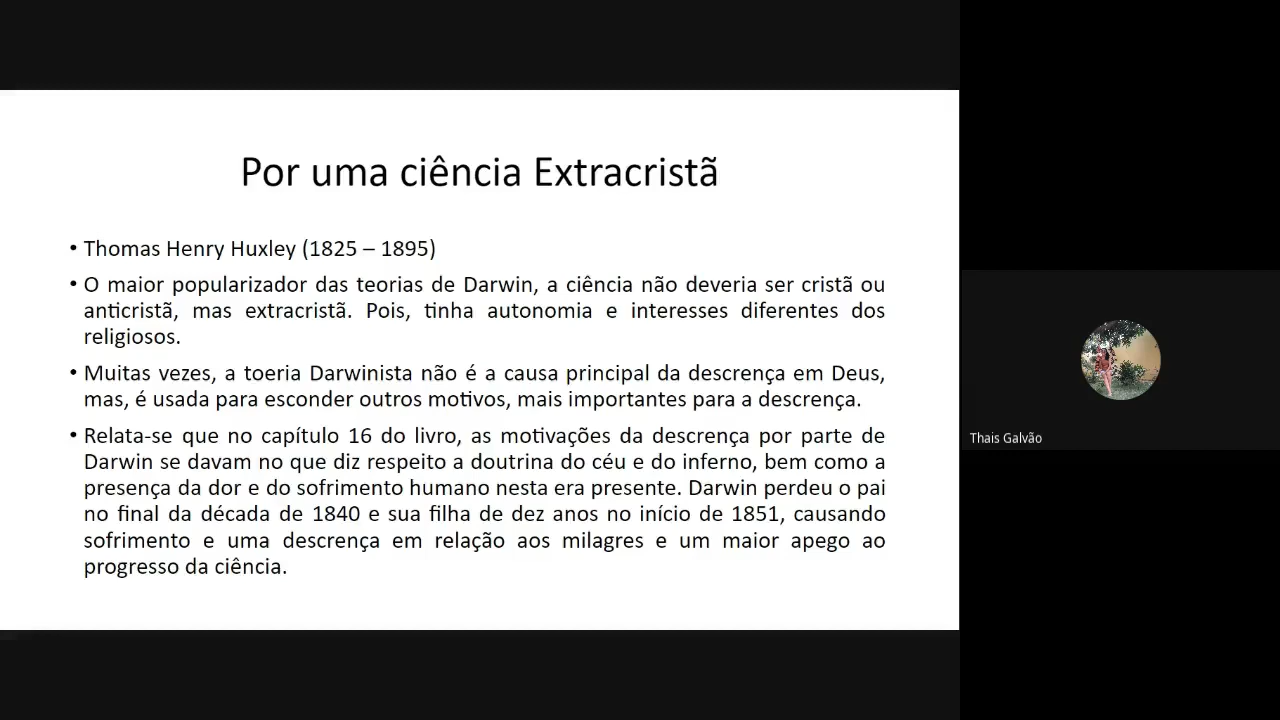 Por uma ciência Extracristã
• Thomas Henry Huxley (1825 – 1895)
• O maior popularizador das teorias de Darwin, a ciência não deveria ser cristã ou
anticristã, mas extracristã. Pois, tinha autonomia e interesses diferentes dos
religiosos.
• Muitas vezes, a toeria Darwinista não é a causa principal da descrença em Deus,
mas, é usada para esconder outros motivos, mais importantes para a descrença.
• Relata-se que no capítulo 16 do livro, as motivações da descrença por parte de
Darwin se davam no que diz respeito a doutrina do céu e do inferno, bem como a
presença da dor e do sofrimento humano nesta era presente. Darwin perdeu o pai
no final da década de 1840 e sua filha de dez anos no início de 1851, causando
sofrimento e uma descrença em relação aos milagres e um maior apego ao
progresso da ciência.
Thais Galvão